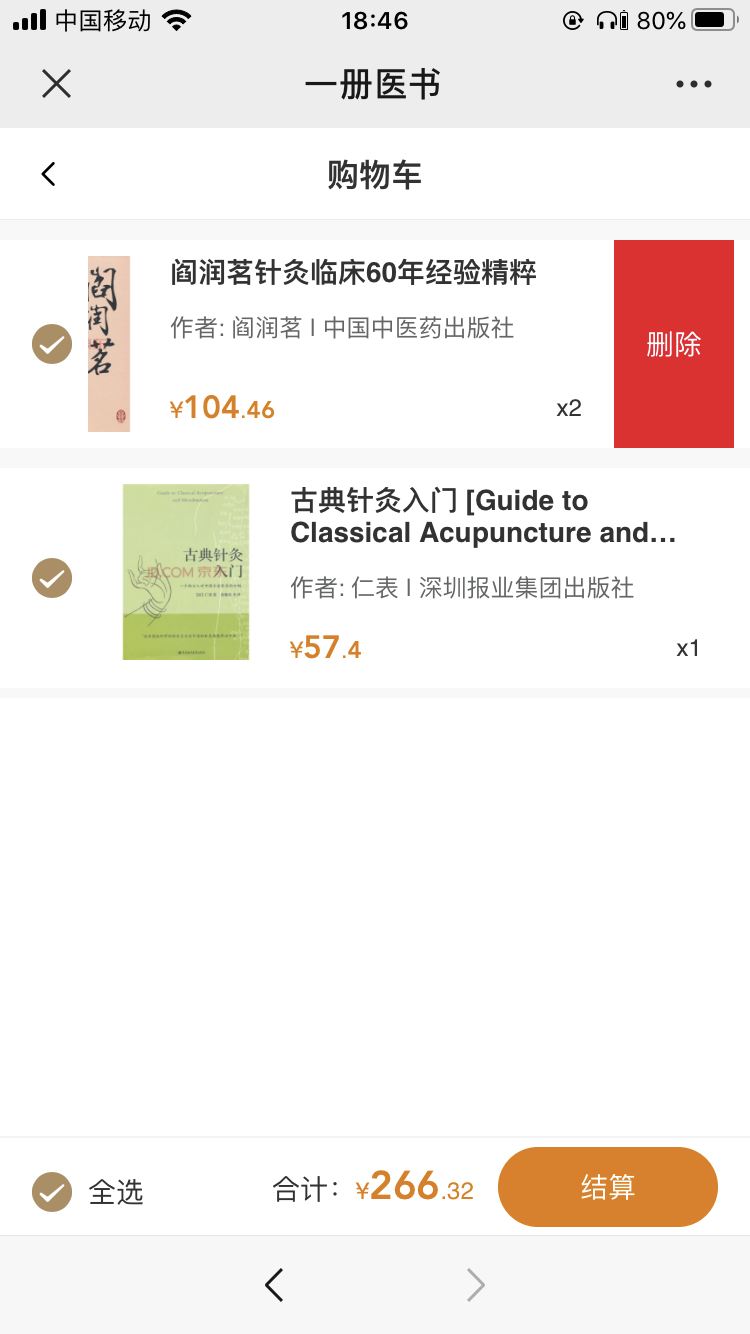 中国移动
18:46
80%
一册医书
购物车
阎润茗
阎润茗针灸临床60年经验精粹
作者: 阎润茗 | 中国中医药出版社
¥104.46
x2
删除
Guide to Classical Acupuncture
and Moxibustion
古典针灸
入门
JD.COM 京东
古典针灸入门 [Guide to
Classical Acupuncture and...
作者: 仁表 | 深圳报业集团出版社
¥57.4
x1
全选
合计：
¥266.32
结算